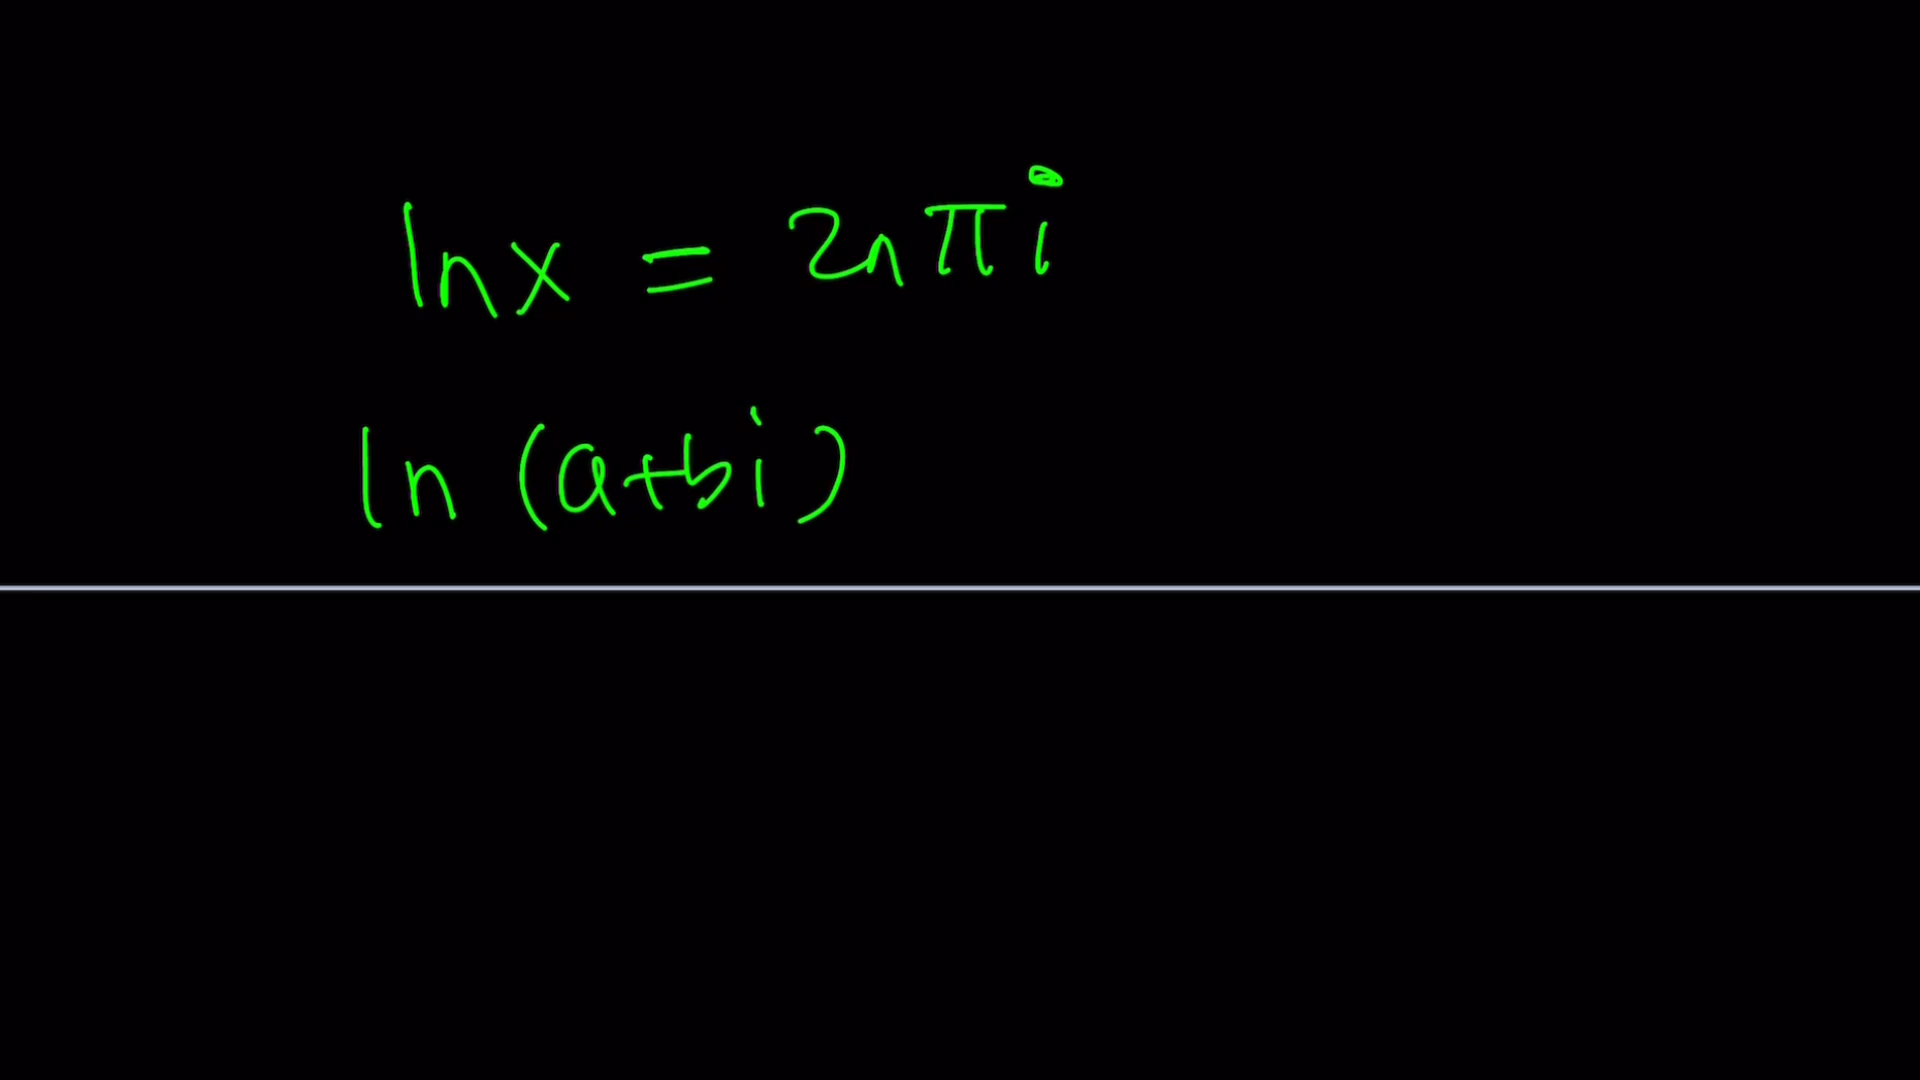 ln x = 2nπi
ln (a+bi)